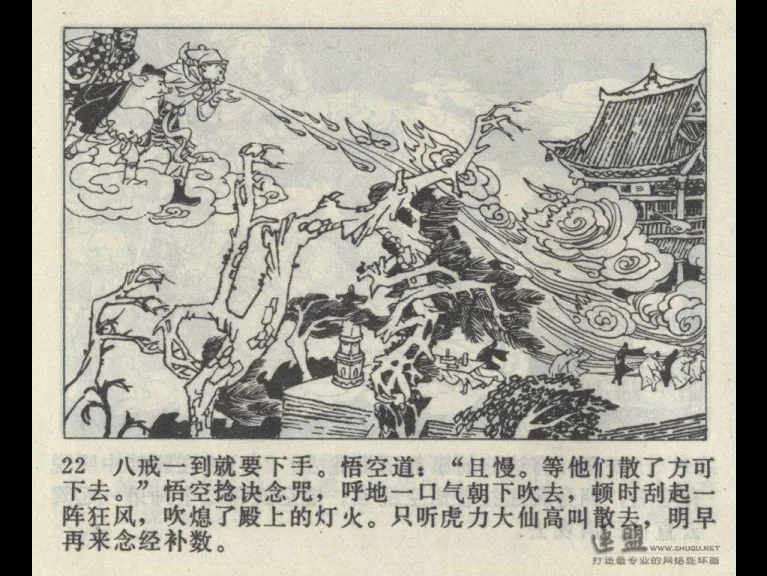 22 八戒一到就要下手。悟空道：“且慢。等他们散了方可
下去。”悟空捻诀念咒，呼地一口气朝下吹去，顿时刮起一
阵狂风，吹熄了殿上的灯火。只听虎力大仙高叫散去，明早
再来念经补数。
连盟 WWW.SHUQU.NET
打造最专业的网络连环画